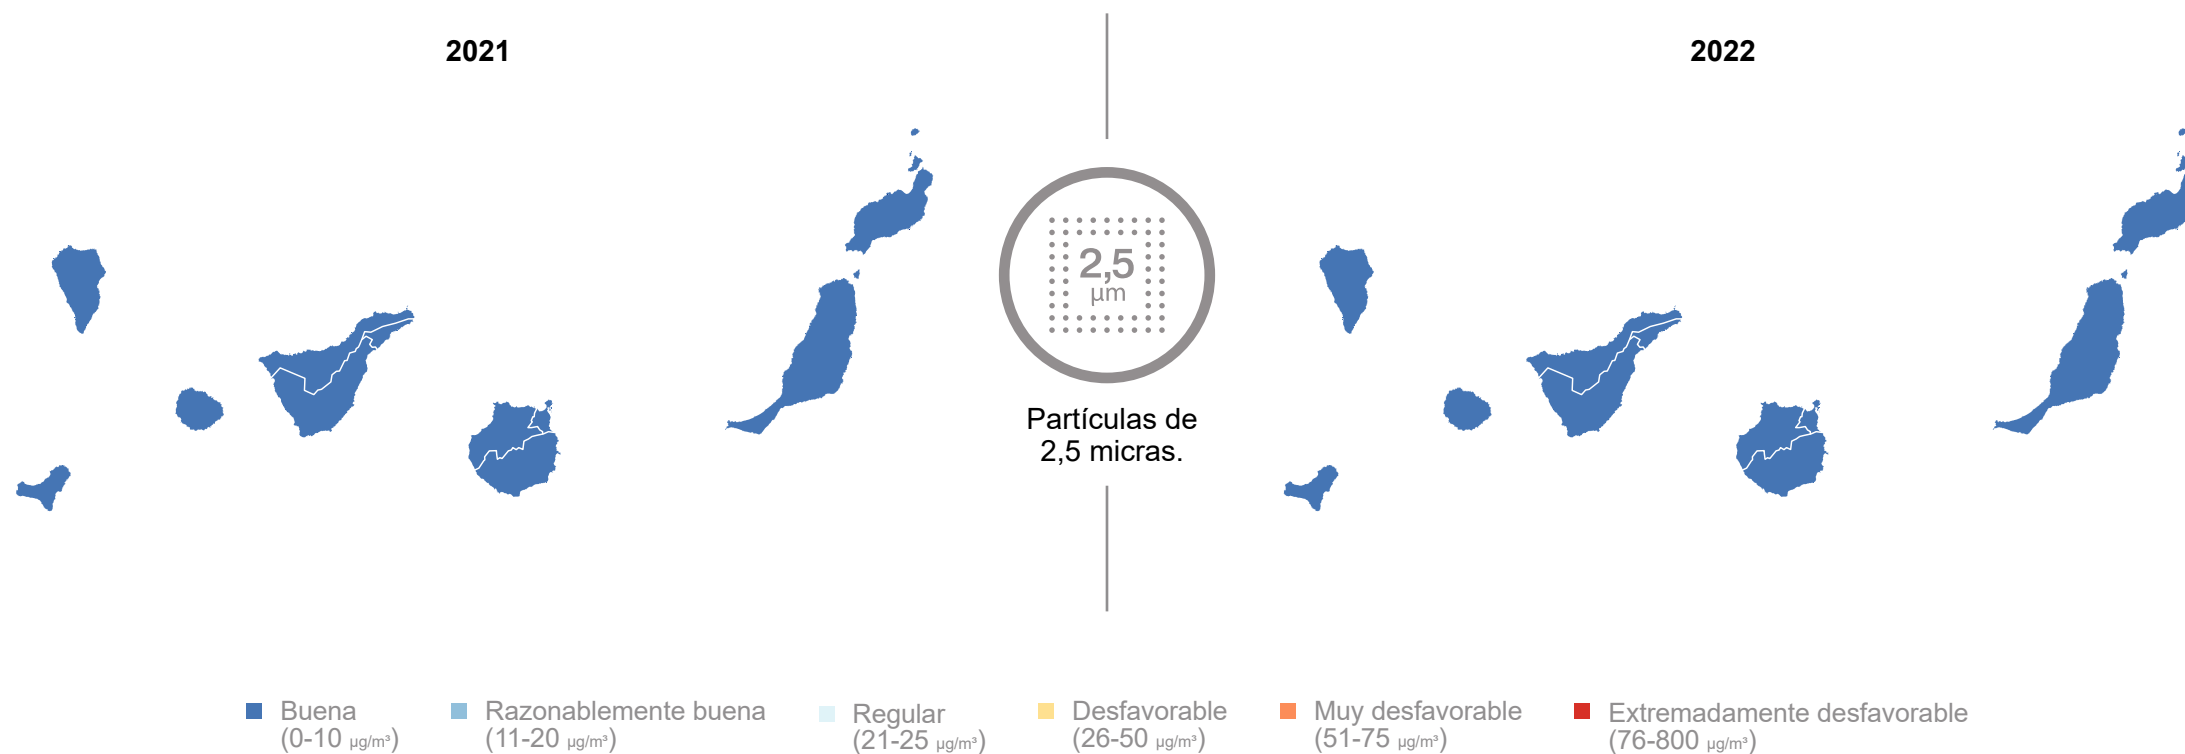 2021
2022
2,5
µm
Partículas de
2,5 micras.
Buena
(0-10 µg/m³)
Razonablemente buena
(11-20 µg/m³)
Regular
(21-25 µg/m³)
Desfavorable
(26-50 µg/m³)
Muy desfavorable
(51-75 µg/m³)
Extremadamente desfavorable
(76-800 µg/m³)